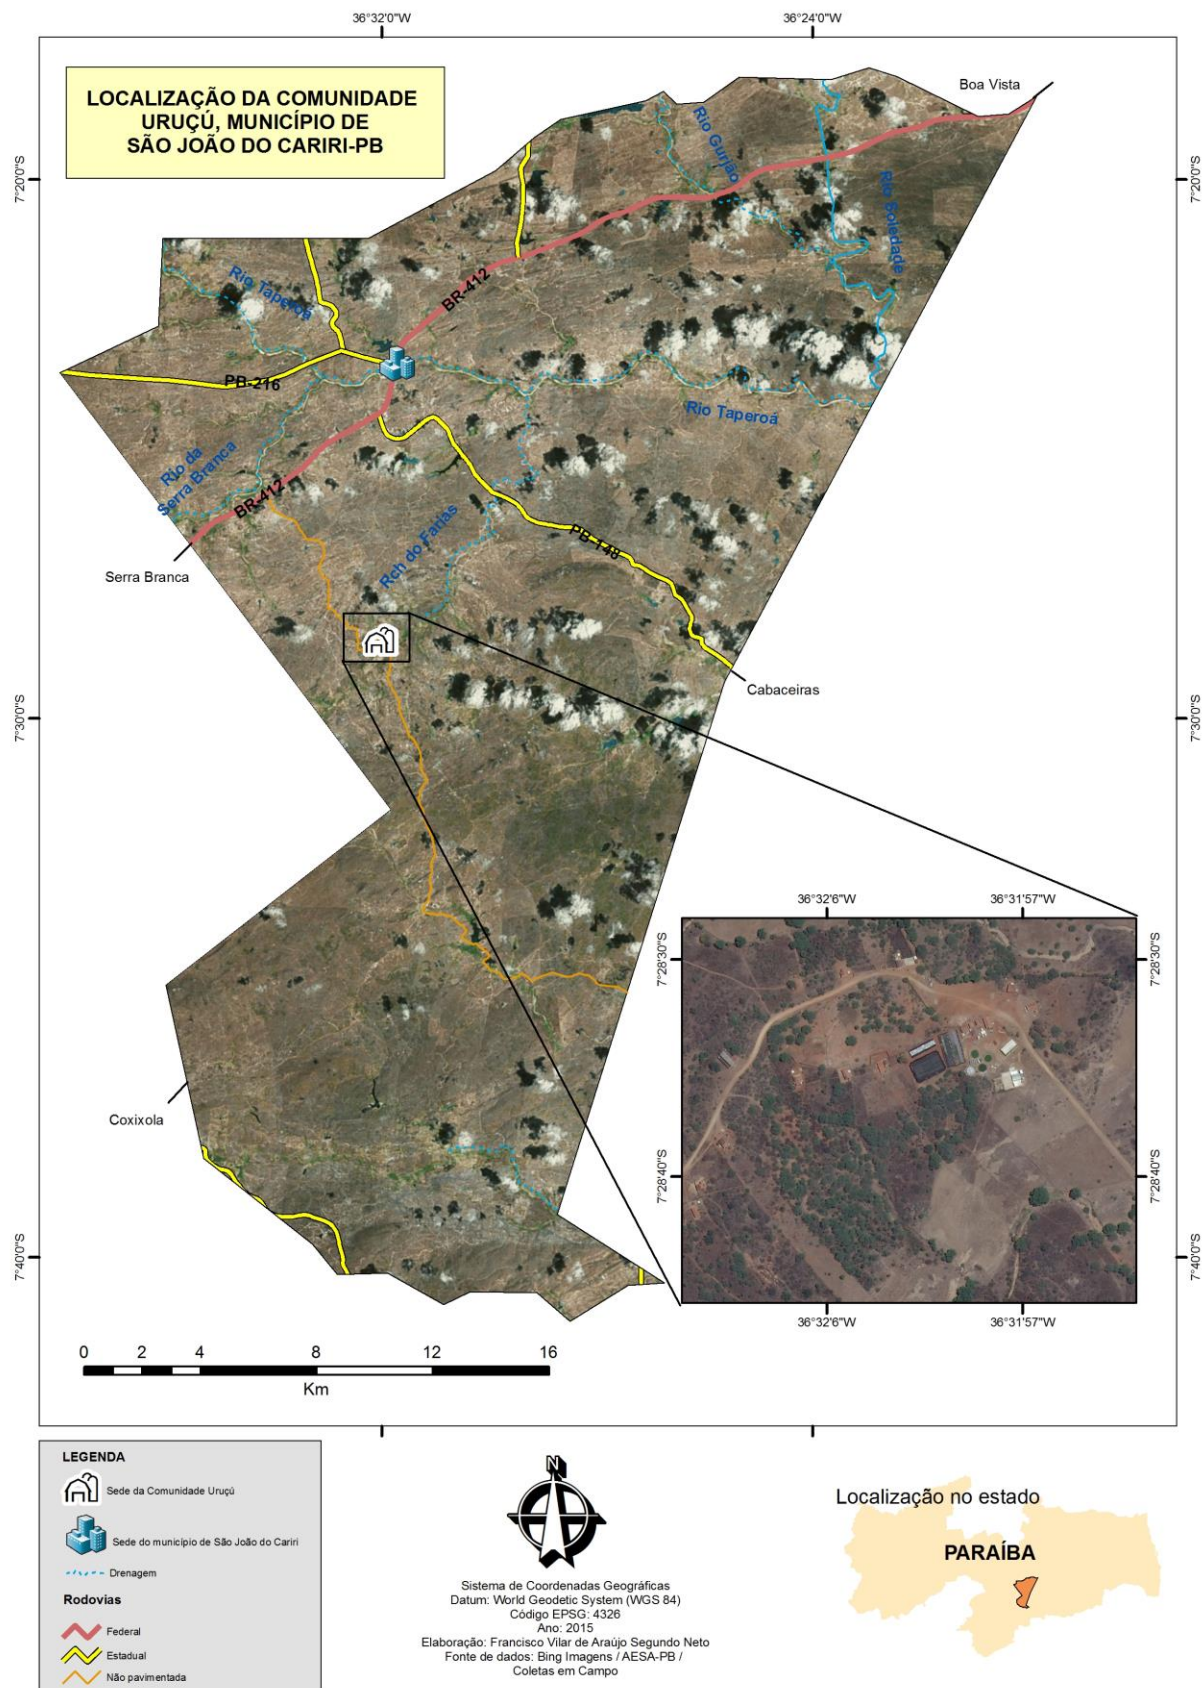 36°32'0"W
36°24'0"W
LOCALIZAÇÃO DA COMUNIDADE
URUÇÚ, MUNICÍPIO DE
SÃO JOÃO DO CARIRI-PB
Boa Vista
7°20'0"S
7°20'0"S
Rio Gurjão
Rio Soledade
Rio Taperoá
BR-412
PB-216
Rio Taperoá
Rio da
Serra Branca
BR-412
Rch do Farias
PB-148
Serra Branca
Cabaceiras
7°30'0"S
7°30'0"S
36°32'6"W
36°31'57"W
7°28'30"S
7°28'30"S
Coxixola
7°28'40"S
7°28'40"S
7°40'0"S
7°40'0"S
36°32'6"W
36°31'57"W
0 2 4 8 12 16
Km
LEGENDA
Sede da Comunidade Uruçú
Sede do município de São João do Cariri
Drenagem
Rodovias
Federal
Estadual
Não pavimentada
N
Sistema de Coordenadas Geográficas
Datum: World Geodetic System (WGS 84)
Código EPSG: 4326
Ano: 2015
Elaboração: Francisco Vilar de Araújo Segundo Neto
Fonte de dados: Bing Imagens / AESA-PB /
Coletas em Campo
Localização no estado
PARAÍBA